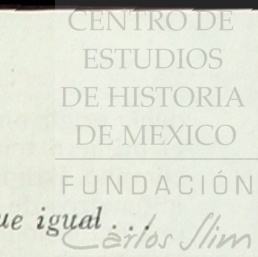 CENTRO DE
ESTUDIOS
DE HISTORIA
DE MEXICO
FUNDACIÓN
Carlos Slim
ue igual...